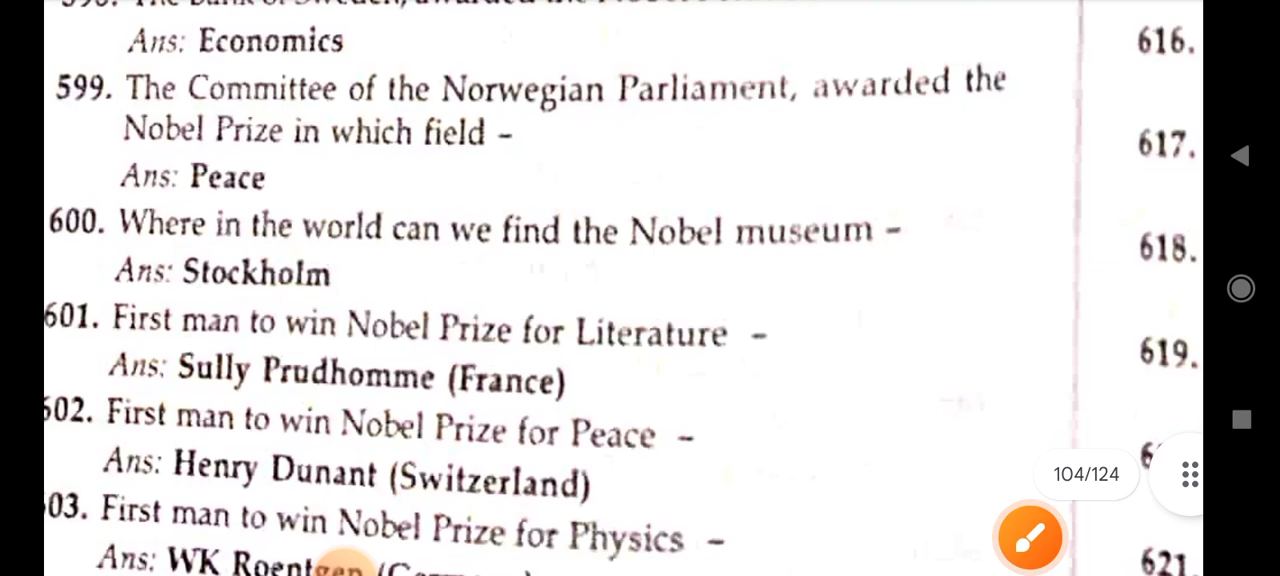 Ans: Economics
599. The Committee of the Norwegian Parliament, awarded the
Nobel Prize in which field -
Ans: Peace
600. Where in the world can we find the Nobel museum -
Ans: Stockholm
601. First man to win Nobel Prize for Literature -
Ans: Sully Prudhomme (France)
602. First man to win Nobel Prize for Peace -
Ans: Henry Dunant (Switzerland)
03. First man to win Nobel Prize for Physics -
Ans: WK Roentgen
616.
617.
618.
619.
621.
104/124